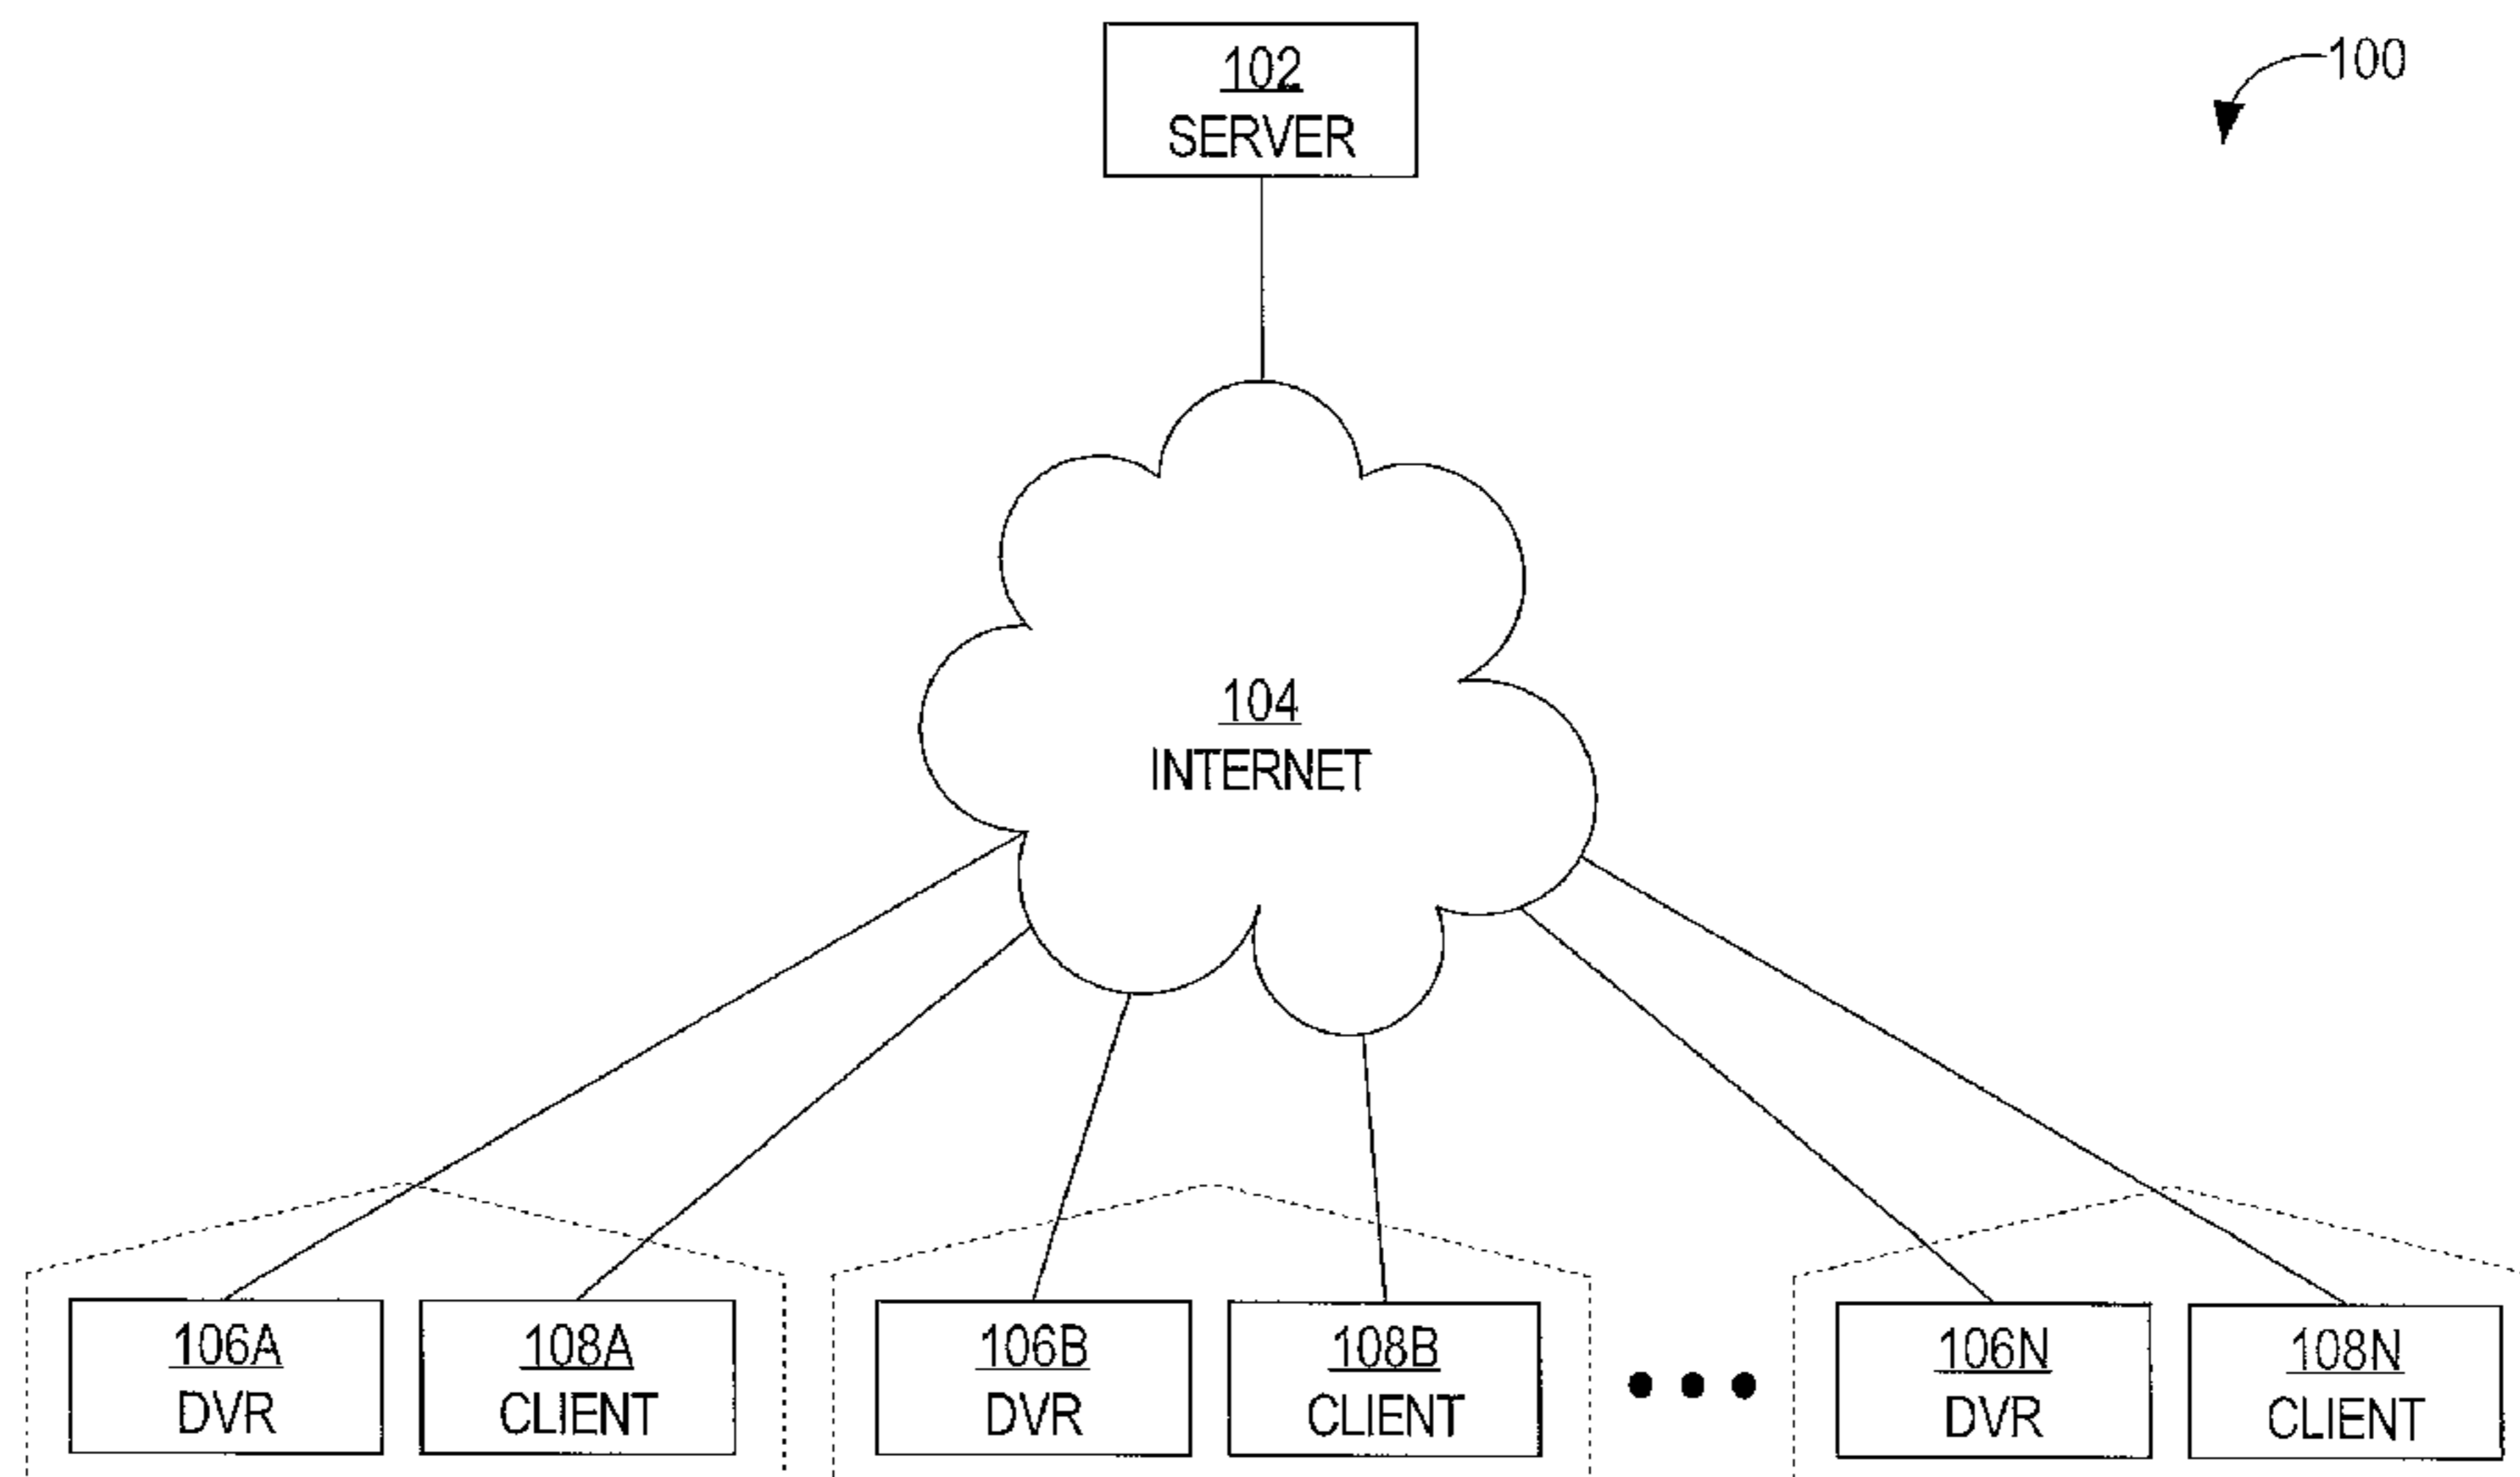 102
SERVER
100
104
INTERNET
106A
DVR
108A
CLIENT
106B
DVR
108B
CLIENT
106N
DVR
108N
CLIENT